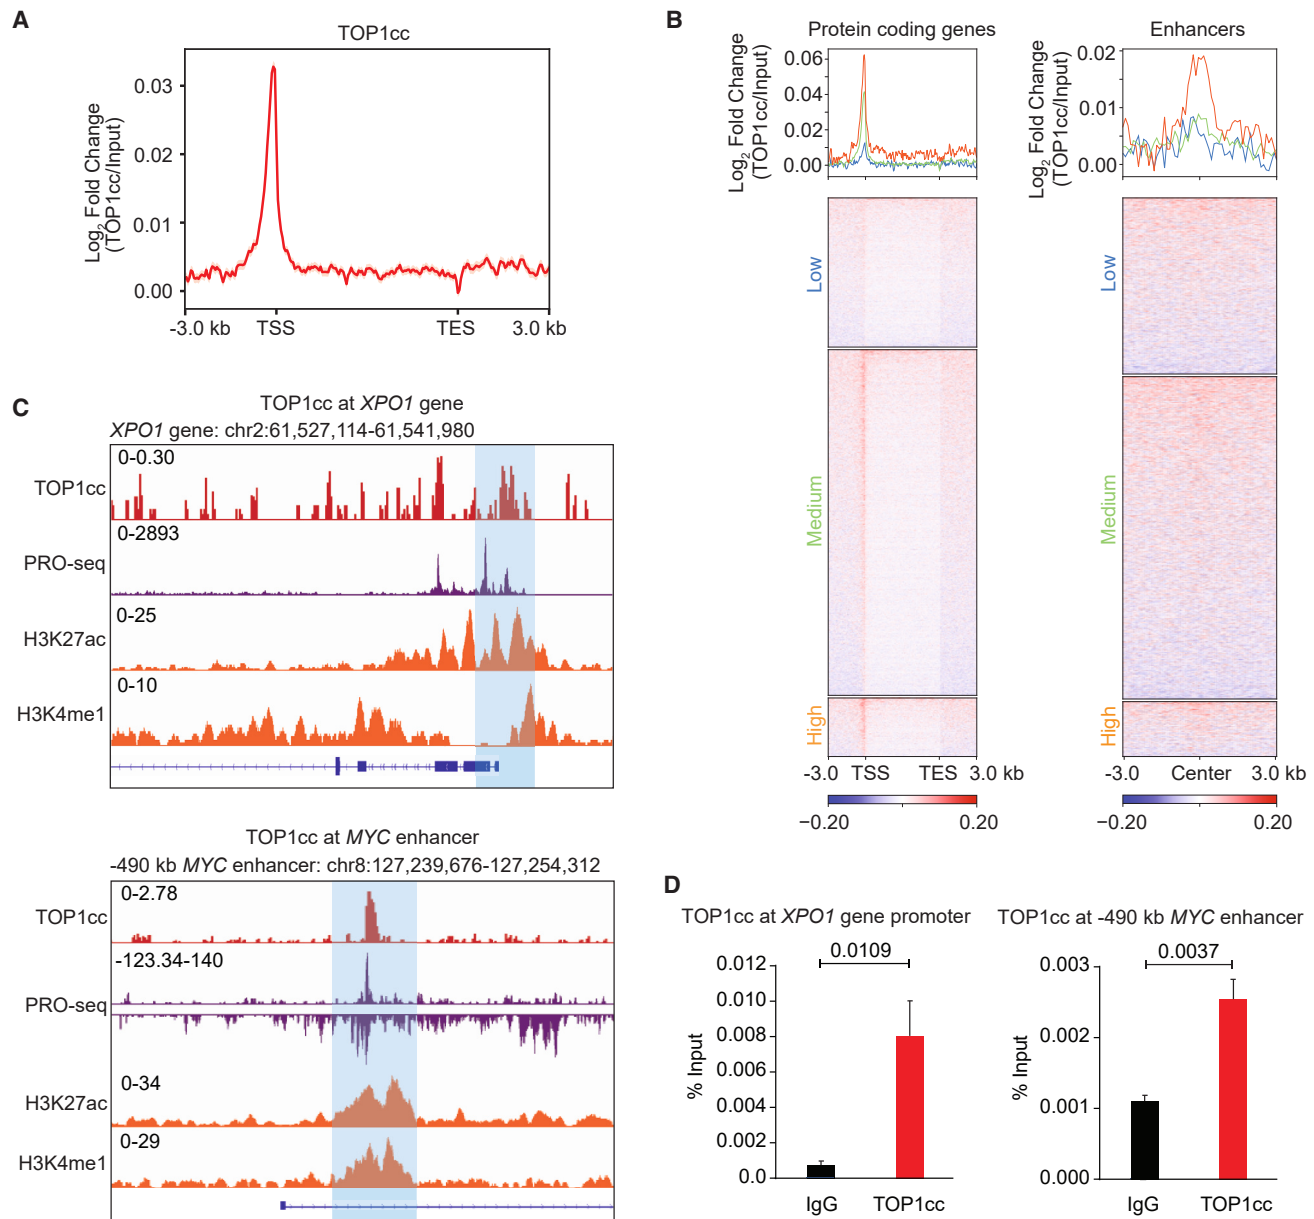 A
TOP1cc
Log2 Fold Change
(TOP1cc/Input)
0.03
0.02
0.01
0.00
-3.0 kb
TSS
TES
3.0 kb
B
Protein coding genes
Log2 Fold Change
(TOP1cc/Input)
0.06
0.04
0.02
0.00
Low
Medium
High
-3.0
TSS
TES
3.0 kb
−0.20
0.20
Enhancers
Log2 Fold Change
(TOP1cc/Input)
0.02
0.01
0.00
Low
Medium
High
-3.0
Center
3.0 kb
−0.20
0.20
C
TOP1cc at XPO1 gene
XPO1 gene: chr2:61,527,114-61,541,980
TOP1cc
0-0.30
PRO-seq
0-2893
H3K27ac
0-25
H3K4me1
0-10
TOP1cc at MYC enhancer
-490 kb MYC enhancer: chr8:127,239,676-127,254,312
TOP1cc
0-2.78
PRO-seq
-123.34-140
H3K27ac
0-34
H3K4me1
0-29
D
TOP1cc at XPO1 gene promoter
0.0109
% Input
0.012
0.010
0.008
0.006
0.004
0.002
0.0
IgG
TOP1cc
TOP1cc at -490 kb MYC enhancer
0.0037
% Input
0.003
0.002
0.001
0.000
IgG
TOP1cc